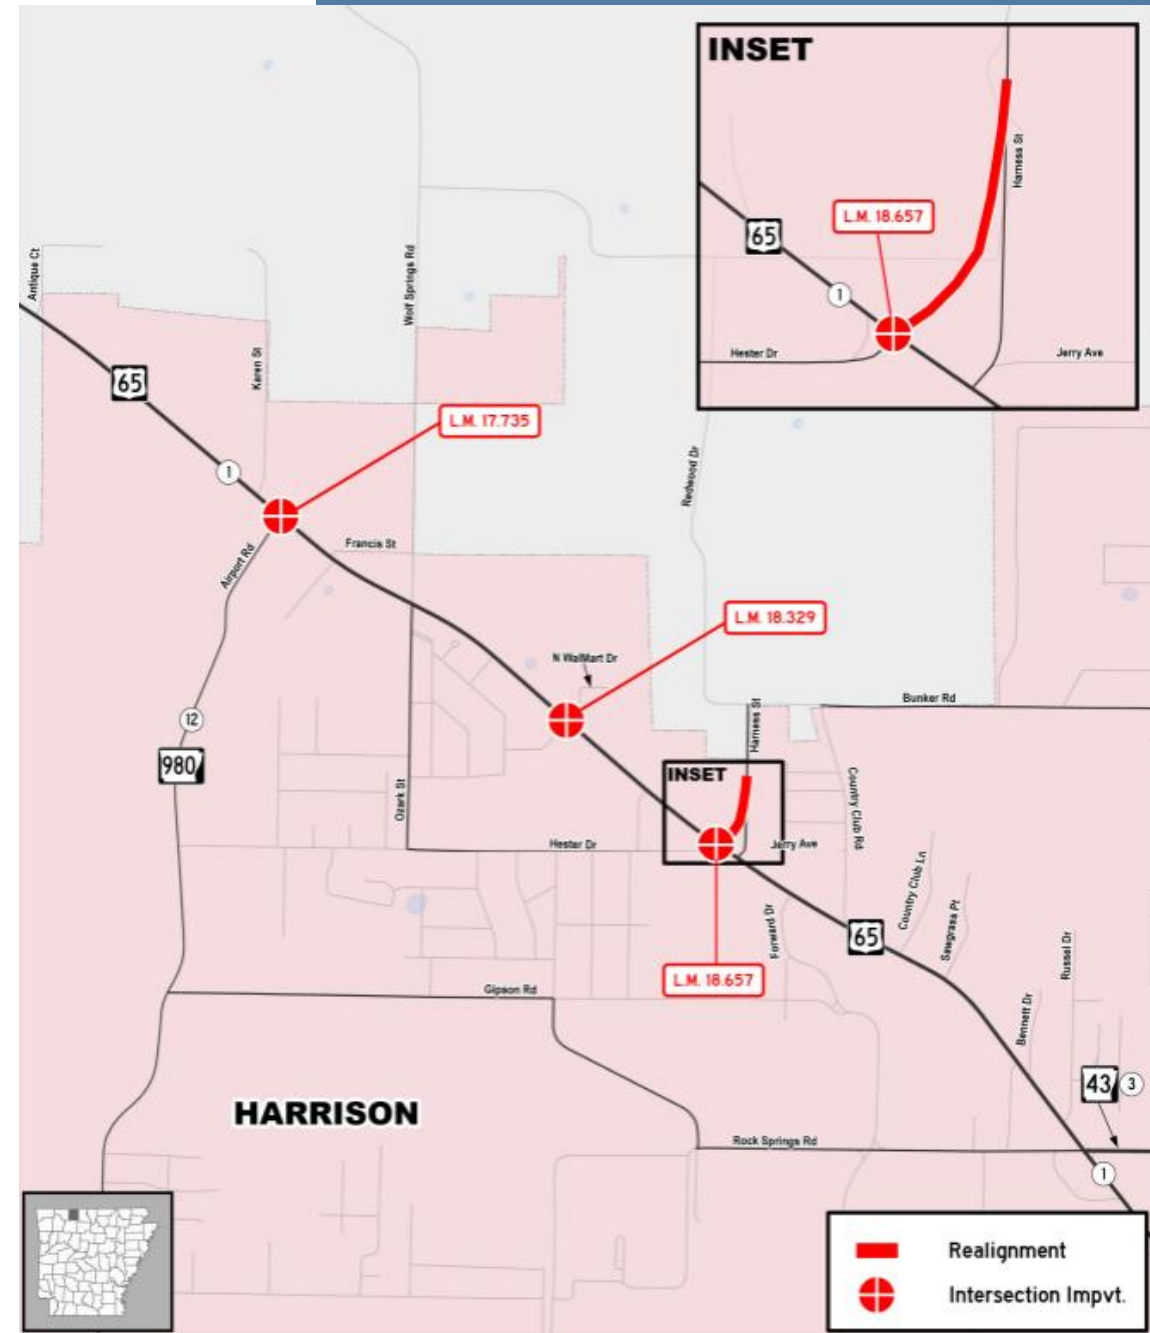 INSET
Harness St
L.M. 18.657
65
1
Hester Dr
Jerry Ave
Antique Ct
Wolf Springs Rd
Karen St
65
L.M. 17.735
1
Redwood Dr
Francis St
Airport Rd
L.M. 18.329
N WalMart Dr
Bunker Rd
Harness St
12
980
INSET
Ozark St
Country Club Rd
Hester Dr
Jerry Ave
Country Club Ln
Sawgrass Pt
Forward Dr
65
Russel Dr
L.M. 18.657
Gipson Rd
Bennett Dr
43
3
HARRISON
Rock Springs Rd
1
Realignment
Intersection Impvt.